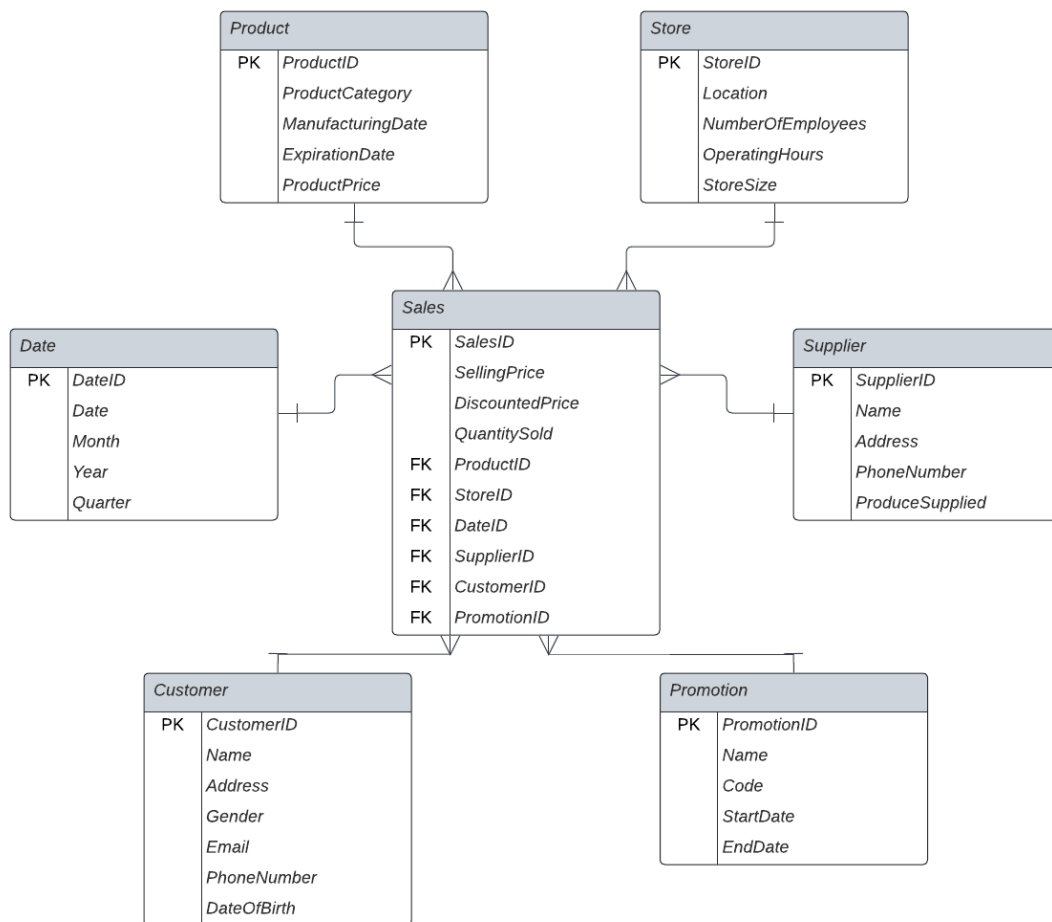 Product
PK ProductID
ProductCategory
ManufacturingDate
ExpirationDate
ProductPrice
Store
PK StoreID
Location
NumberOfEmployees
OperatingHours
StoreSize
Date
PK DateID
Date
Month
Year
Quarter
Sales
PK SalesID
SellingPrice
DiscountedPrice
QuantitySold
FK ProductID
FK StoreID
FK DateID
FK SupplierID
FK CustomerID
FK PromotionID
Supplier
PK SupplierID
Name
Address
PhoneNumber
ProduceSupplied
Customer
PK CustomerID
Name
Address
Gender
Email
PhoneNumber
DateOfBirth
Promotion
PK PromotionID
Name
Code
StartDate
EndDate